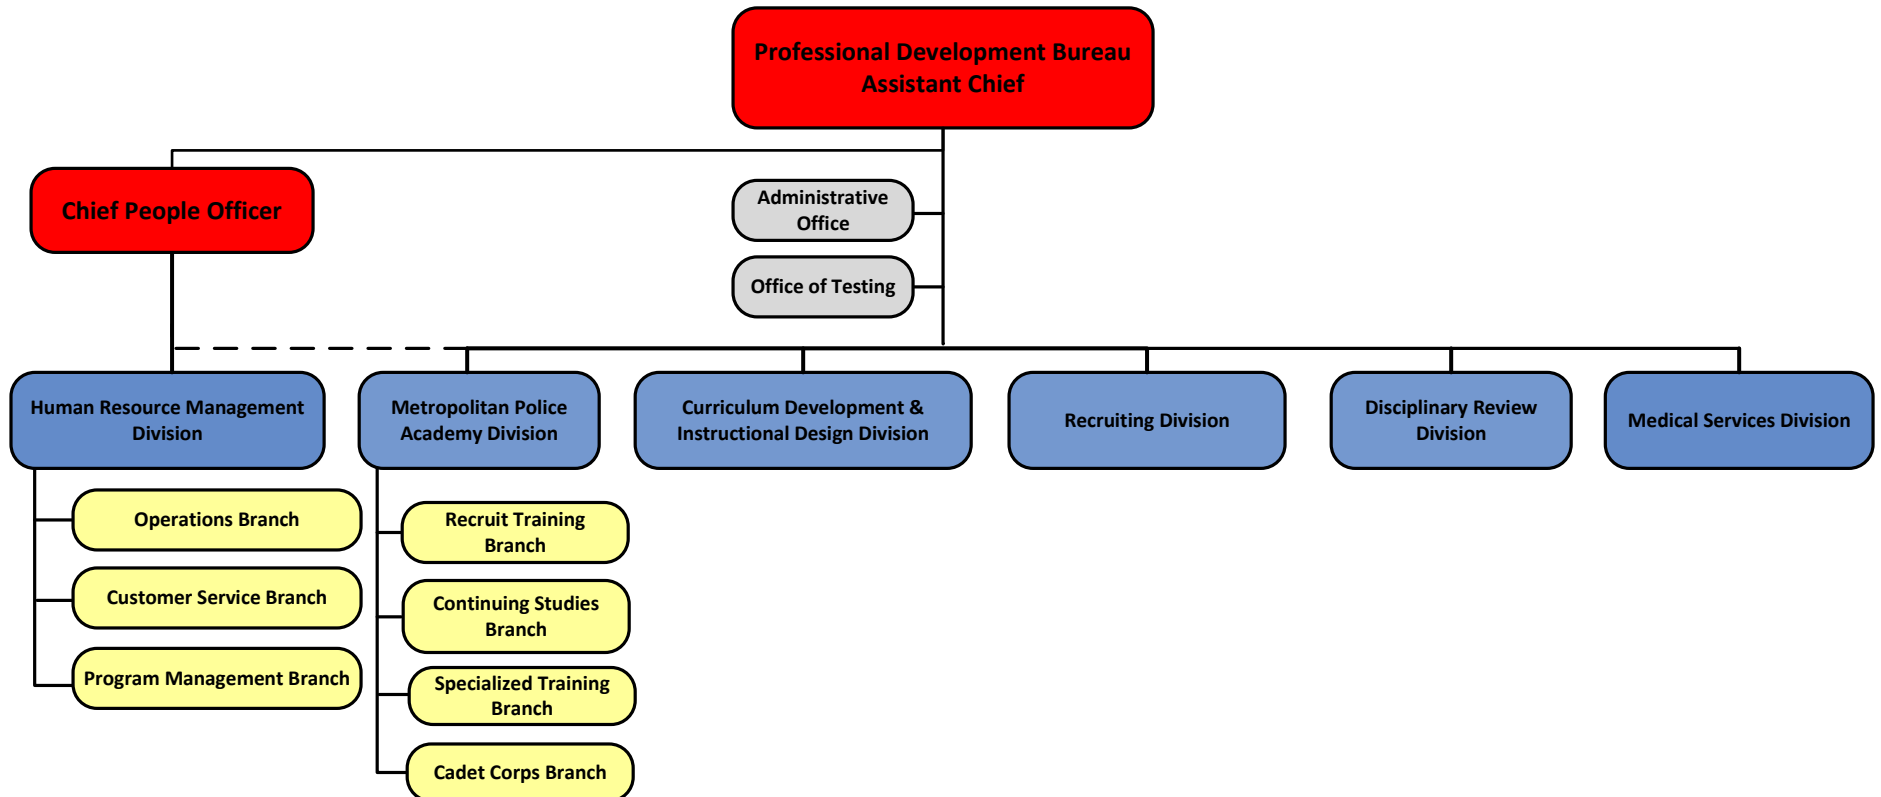 Professional Development Bureau
Assistant Chief
Chief People Officer
Administrative
Office
Office of Testing
Human Resource Management
Division
Metropolitan Police
Academy Division
Curriculum Development &
Instructional Design Division
Recruiting Division
Disciplinary Review
Division
Medical Services Division
Operations Branch
Customer Service Branch
Program Management Branch
Recruit Training
Branch
Continuing Studies
Branch
Specialized Training
Branch
Cadet Corps Branch